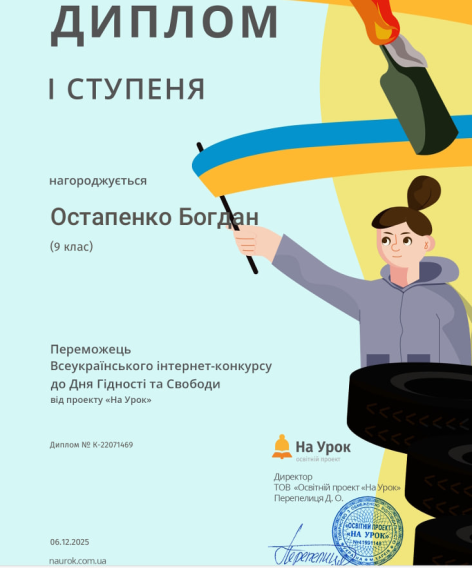 ДИПЛОМ
І СТУПЕНЯ
нагороджується
Остапенко Богдан
(9 клас)
Переможець
Всеукраїнського інтернет-конкурсу
до Дня Гідності та Свободи
від проекту «На Урок»
Диплом № K-22071469
На Урок
освітній проект
Директор
ТОВ «Освітній проект «На Урок»
Перепелиця Д. О.
ОСВІТНІЙ ПРОЕКТ
«НА УРОК»
06.12.2025
naurok.com.ua